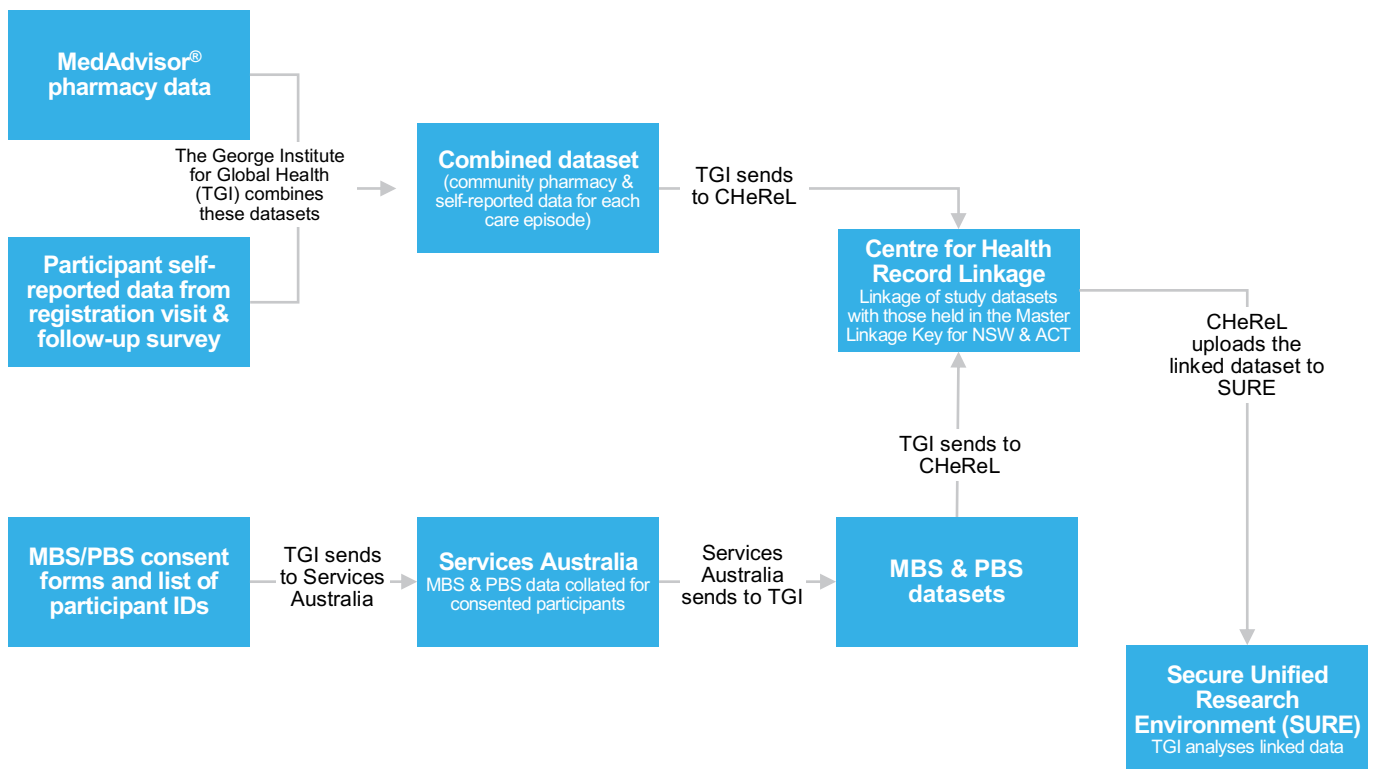 MedAdvisor®
pharmacy data
The George Institute
for Global Health
(TGI) combines
these datasets
Participant self-
reported data from
registration visit &
follow-up survey
Combined dataset
(community pharmacy &
self-reported data for each
care episode)
TGI sends
to CHeReL
Centre for Health
Record Linkage
Linkage of study datasets
with those held in the Master
Linkage Key for NSW & ACT
CHeReL
uploads the
linked dataset to
SURE
TGI sends to
CHeReL
MBS/PBS consent
forms and list of
participant IDs
TGI sends
to Services
Australia
Services Australia
MBS & PBS data collated for
consented participants
Services
Australia
sends to TGI
MBS & PBS
datasets
Secure Unified
Research
Environment (SURE)
TGI analyses linked data